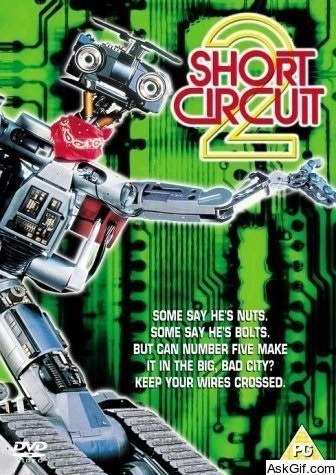 SHORT
CIRCUIT
2
SOME SAY HE'S NUTS.
SOME SAY HE'S BOLTS.
BUT CAN NUMBER FIVE MAKE
IT IN THE BIG, BAD CITY?
KEEP YOUR WIRES CROSSED.
DVD
VIDEO
PG
AskGif.com